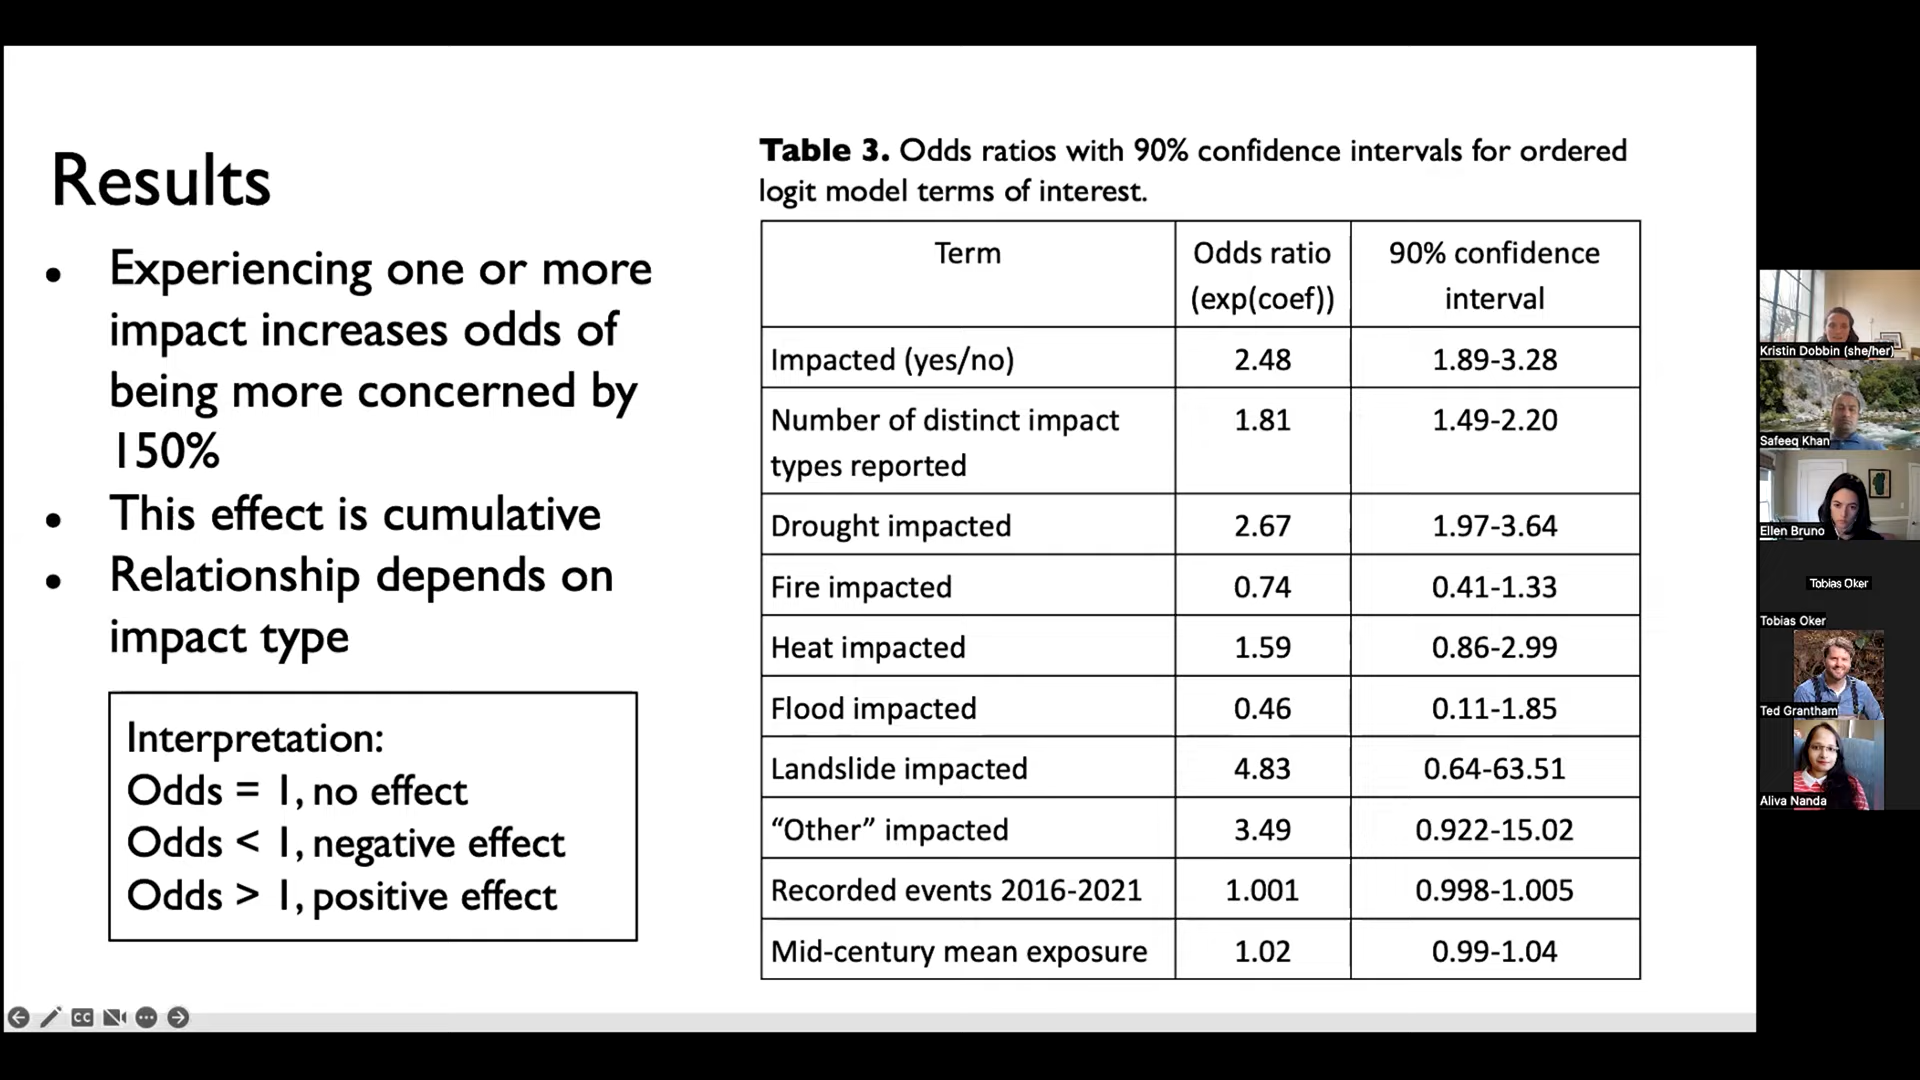 Results
• Experiencing one or more
impact increases odds of
being more concerned by
150%
• This effect is cumulative
• Relationship depends on
impact type
Interpretation:
Odds = 1, no effect
Odds < 1, negative effect
Odds > 1, positive effect
Table 3. Odds ratios with 90% confidence intervals for ordered
logit model terms of interest.
Term Odds ratio 90% confidence
(exp(coef)) interval
Impacted (yes/no) 2.48 1.89-3.28
Number of distinct impact 1.81 1.49-2.20
types reported
Drought impacted 2.67 1.97-3.64
Fire impacted 0.74 0.41-1.33
Heat impacted 1.59 0.86-2.99
Flood impacted 0.46 0.11-1.85
Landslide impacted 4.83 0.64-63.51
“Other” impacted 3.49 0.922-15.02
Recorded events 2016-2021 1.001 0.998-1.005
Mid-century mean exposure 1.02 0.99-1.04
CC
Kristin Dobbin (she/her)
Safeeq Khan
Ellen Bruno
Tobias Oker
Tobias Oker
Ted Grantham
Aliva Nanda